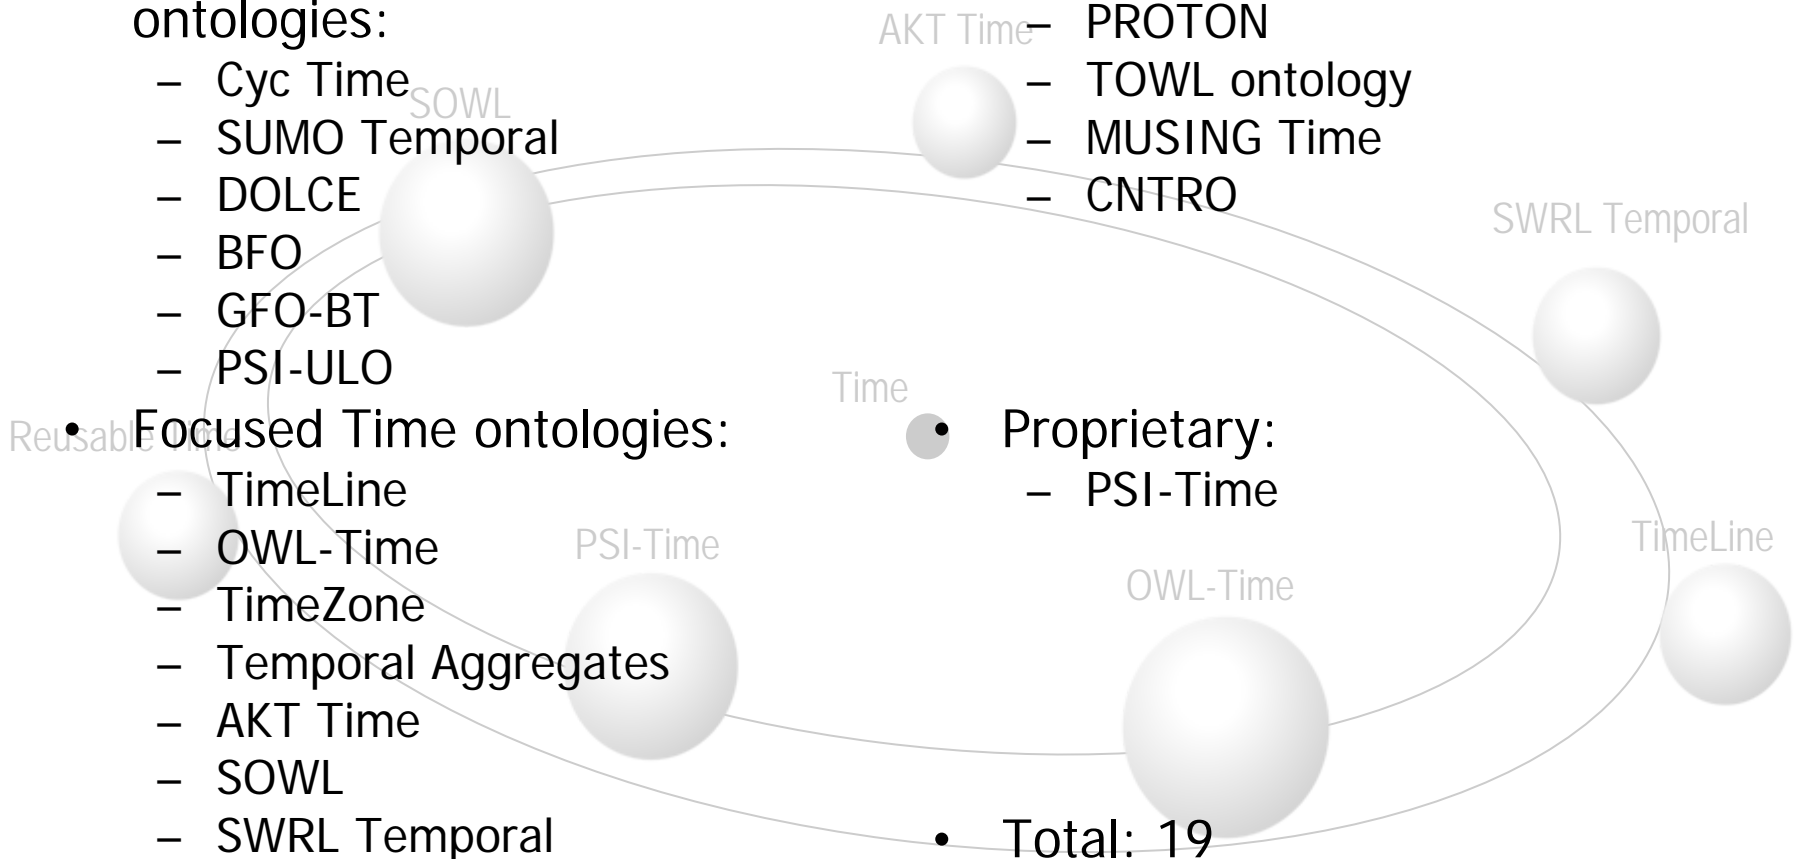 ontologies:
– Cyc Time
– SUMO Temporal
– DOLCE
– BFO
– GFO-BT
– PSI-ULO
• Focused Time ontologies:
– TimeLine
– OWL-Time
– TimeZone
– Temporal Aggregates
– AKT Time
– SOWL
– SWRL Temporal
– PROTON
– TOWL ontology
– MUSING Time
– CNTRO
• Proprietary:
– PSI-Time
• Total: 19
AKT Time
SOWL
SWRL Temporal
Time
Reusable Time
PSI-Time
OWL-Time
TimeLine